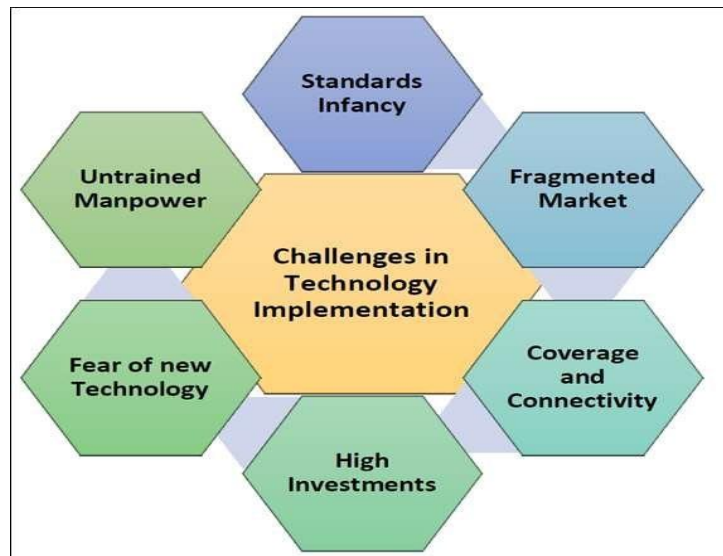 Standards
Infancy
Untrained
Manpower
Fragmented
Market
Challenges in
Technology
Implementation
Fear of new
Technology
Coverage
and
Connectivity
High
Investments